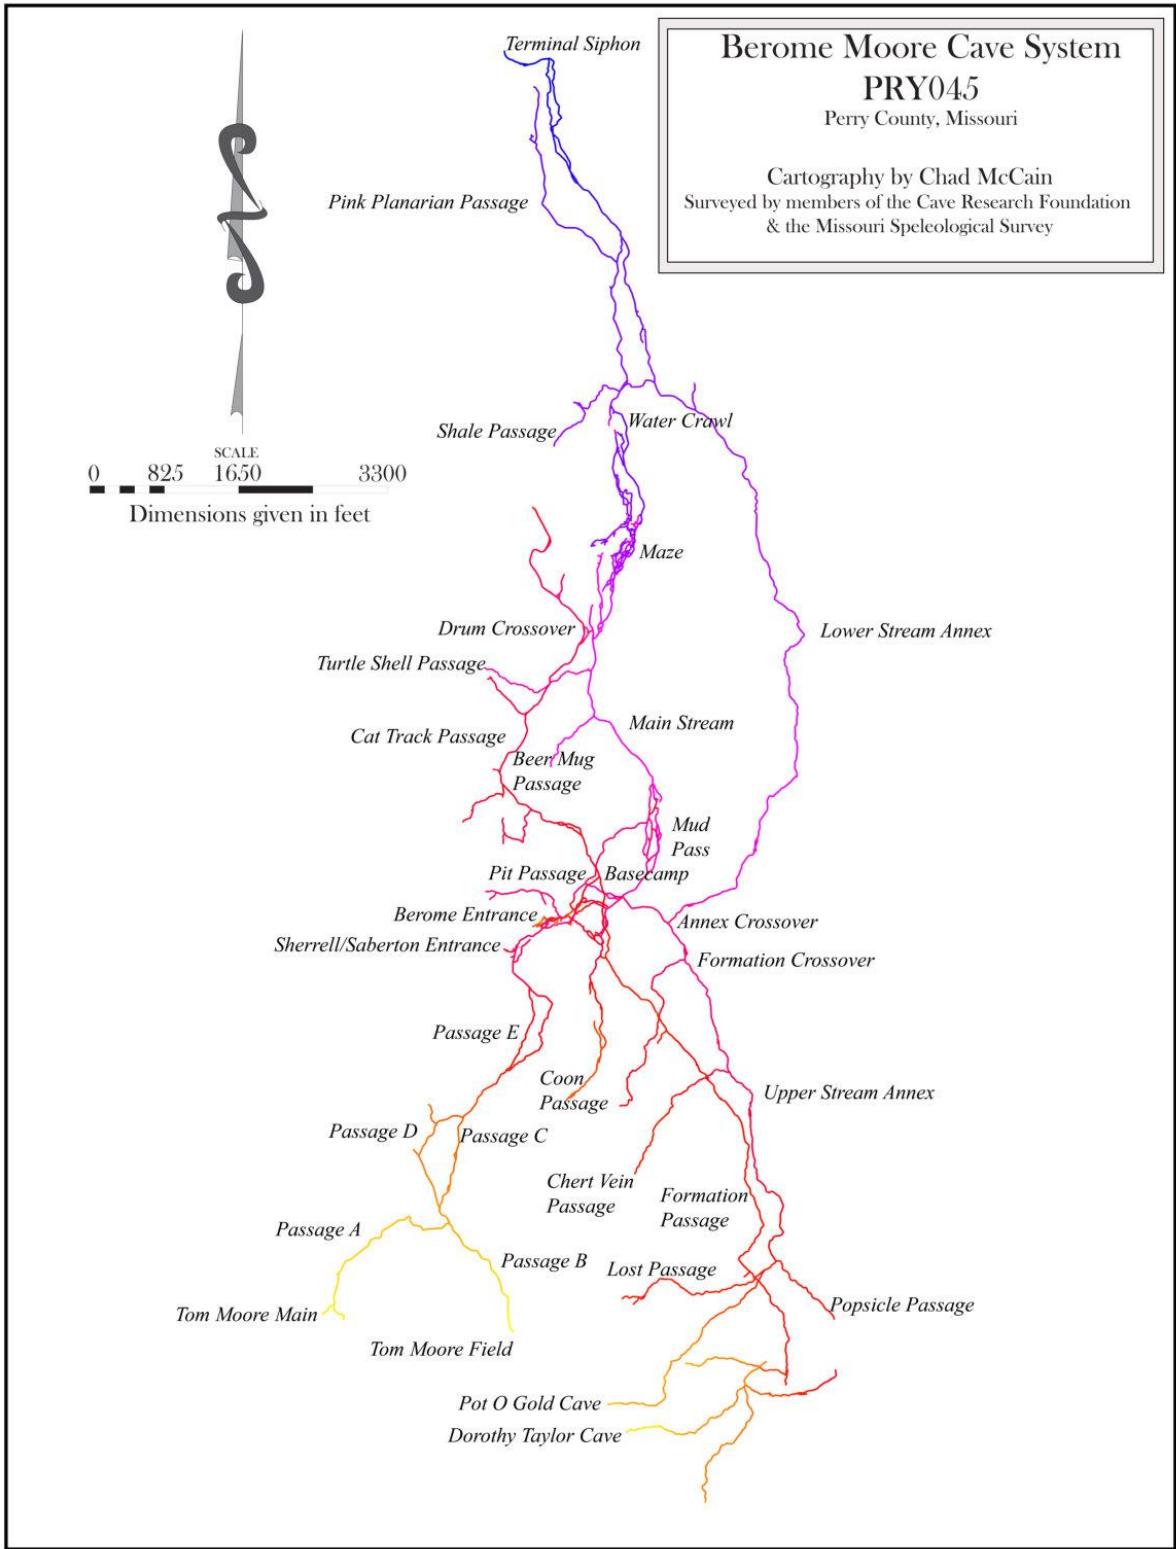 Terminal Siphon
Berome Moore Cave System
PRY045
Perry County, Missouri
Cartography by Chad McCain
Surveyed by members of the Cave Research Foundation
& the Missouri Speleological Survey
Pink Planarian Passage
Water Crawl
Shale Passage
SCALE
0 825 1650 3300
Dimensions given in feet
Maze
Drum Crossover
Lower Stream Annex
Turtle Shell Passage
Main Stream
Cat Track Passage
Beer Mug
Passage
Mud
Pass
Pit Passage
Basecamp
Berome Entrance
Annex Crossover
Sherrell/Saberton Entrance
Formation Crossover
Passage E
Coon
Passage
Upper Stream Annex
Passage D
Passage C
Chert Vein
Passage
Formation
Passage
Passage A
Passage B
Lost Passage
Popsicle Passage
Tom Moore Main
Tom Moore Field
Pot O Gold Cave
Dorothy Taylor Cave